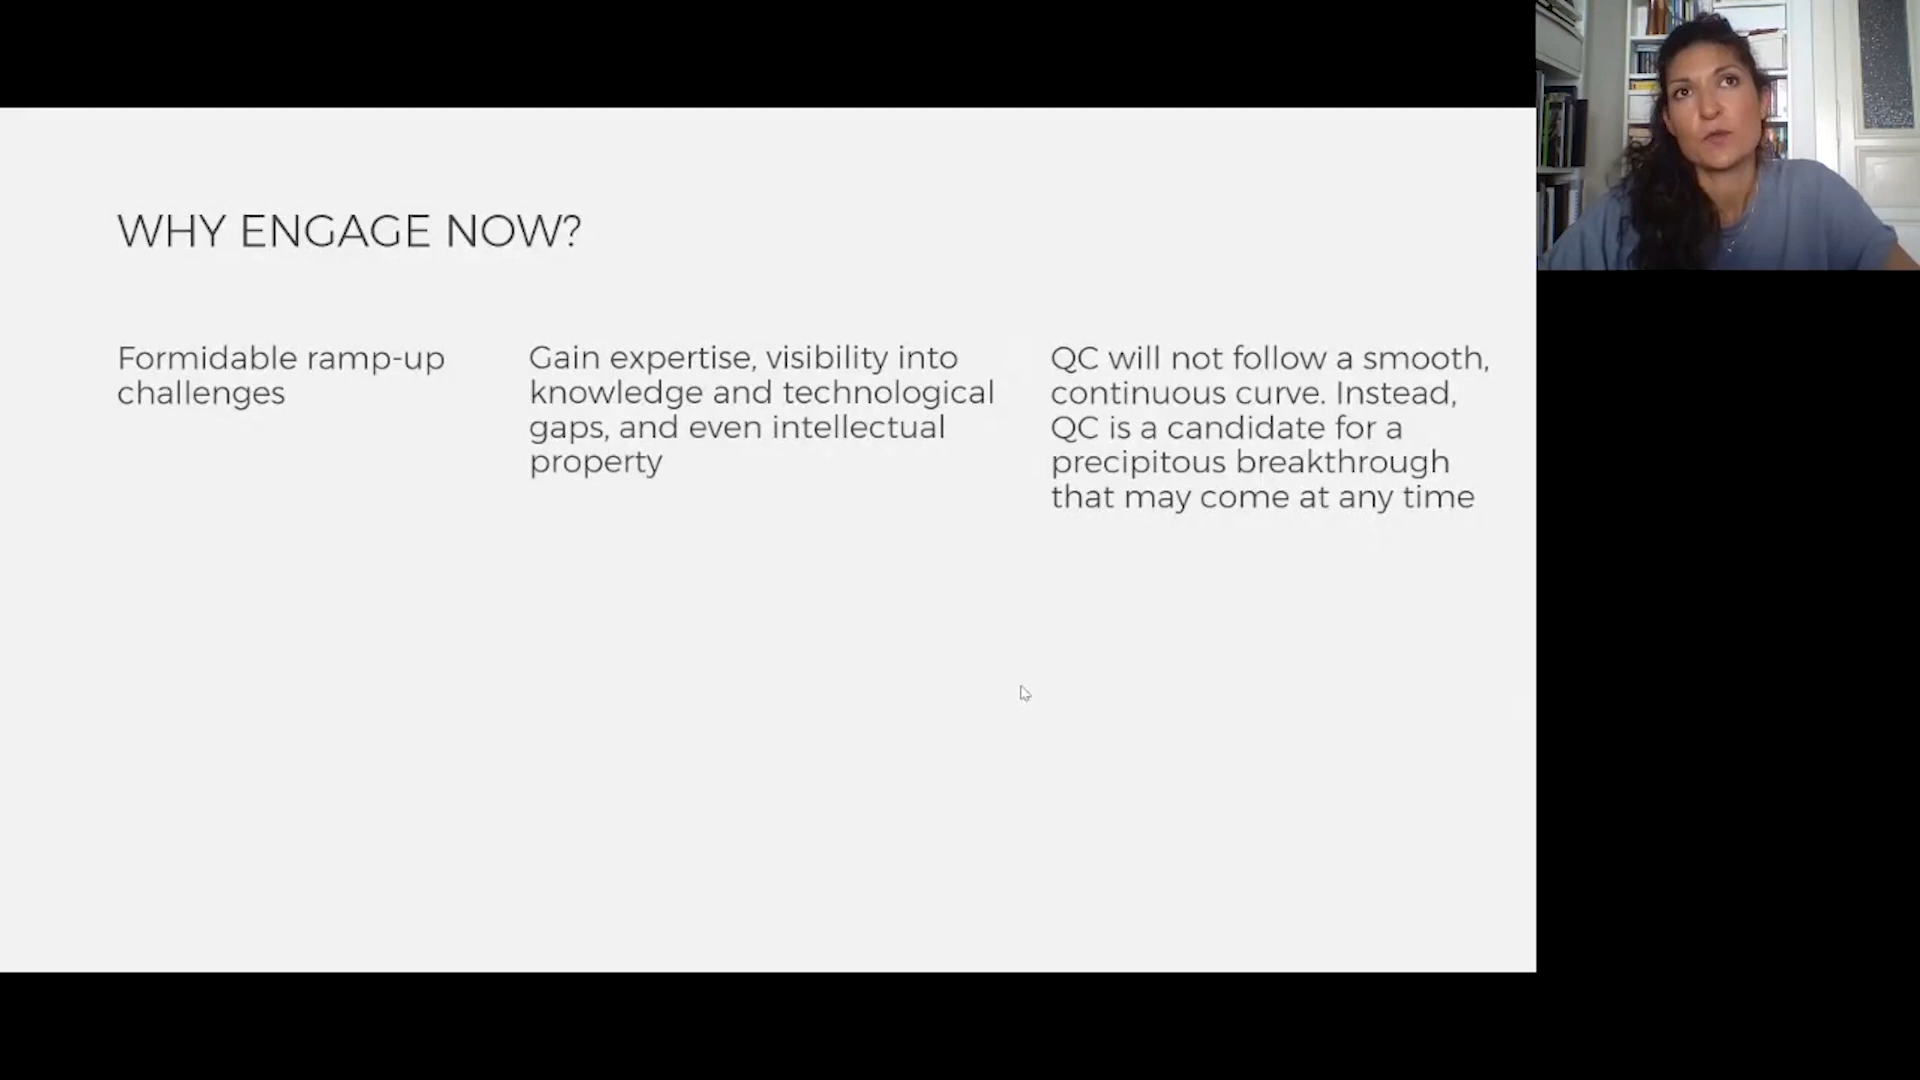 WHY ENGAGE NOW?
Formidable ramp-up
challenges
Gain expertise, visibility into
knowledge and technological
gaps, and even intellectual
property
QC will not follow a smooth,
continuous curve. Instead,
QC is a candidate for a
precipitous breakthrough
that may come at any time